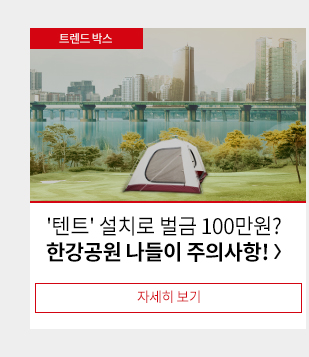 트렌드 박스
'텐트' 설치로 벌금 100만원?
한강공원 나들이 주의사항! 〉
자세히 보기